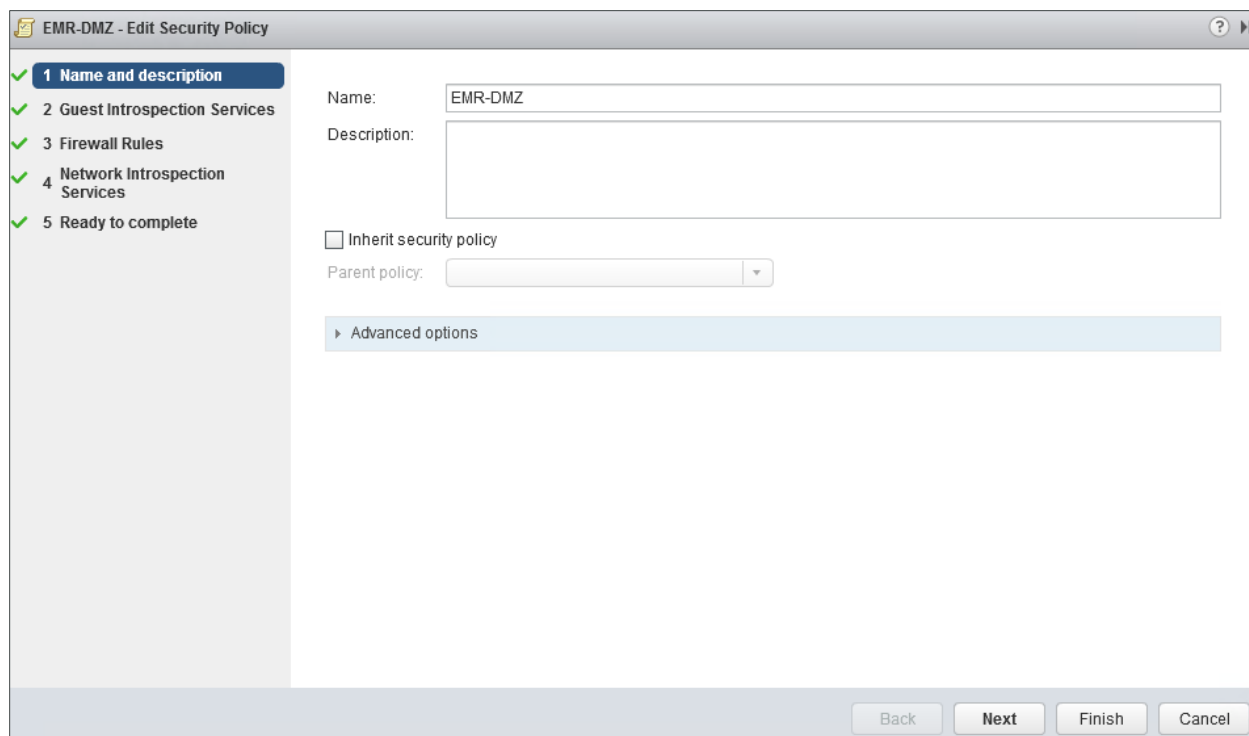 EMR-DMZ - Edit Security Policy
?
1 Name and description
2 Guest Introspection Services
3 Firewall Rules
4 Network Introspection
Services
5 Ready to complete
Name: EMR-DMZ
Description:
Inherit security policy
Parent policy:
Advanced options
Back Next Finish Cancel